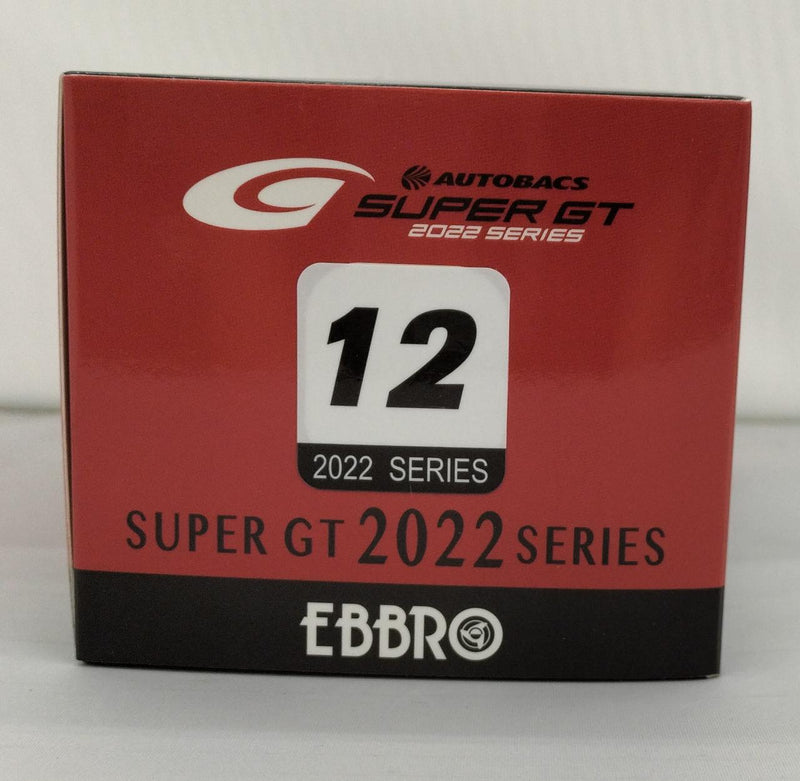 AUTOBACS
SUPER GT
2022 SERIES
12
2022 SERIES
SUPER GT 2022 SERIES
EBBRO